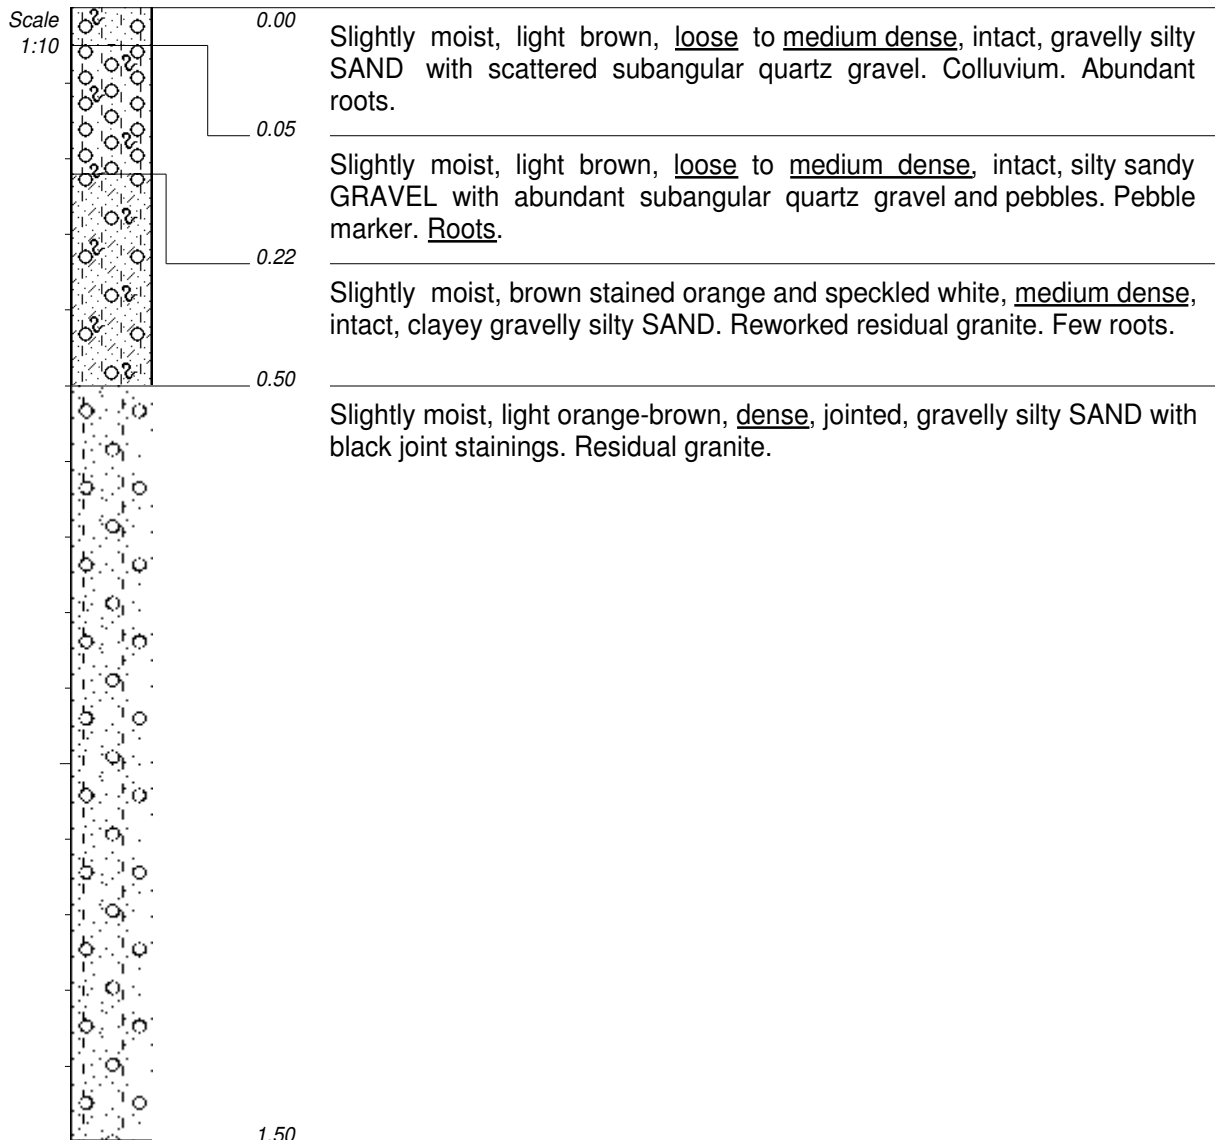 Scale
1:10
0.00
Slightly moist, light brown, loose to medium dense, intact, gravelly silty
SAND with scattered subangular quartz gravel. Colluvium. Abundant
roots.
0.05
Slightly moist, light brown, loose to medium dense, intact, silty sandy
GRAVEL with abundant subangular quartz gravel and pebbles. Pebble
marker. Roots.
0.22
Slightly moist, brown stained orange and speckled white, medium dense,
intact, clayey gravelly silty SAND. Reworked residual granite. Few roots.
0.50
Slightly moist, light orange-brown, dense, jointed, gravelly silty SAND with
black joint stainings. Residual granite.
1.50